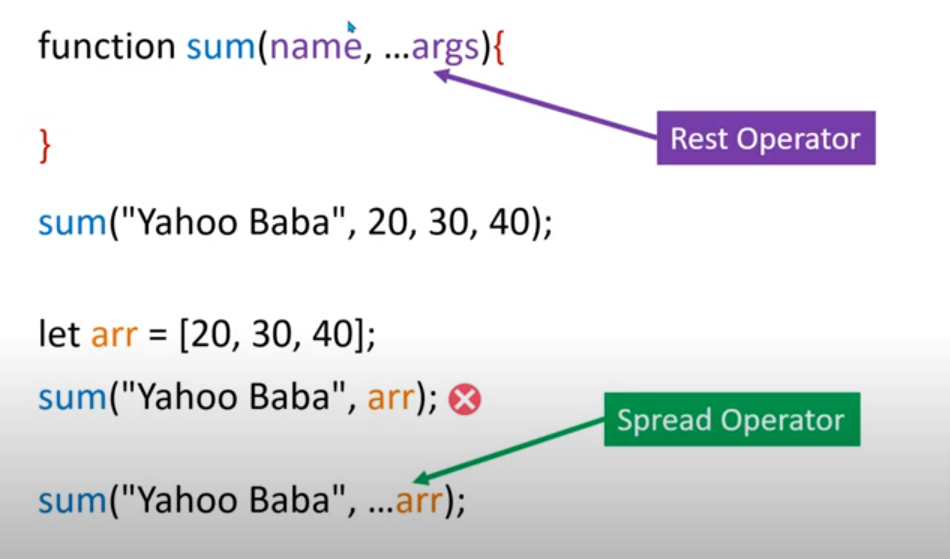 function sum(name, ...args){
Rest Operator
}
sum("Yahoo Baba", 20, 30, 40);
let arr = [20, 30, 40];
sum("Yahoo Baba", arr);
Spread Operator
sum("Yahoo Baba", ...arr);